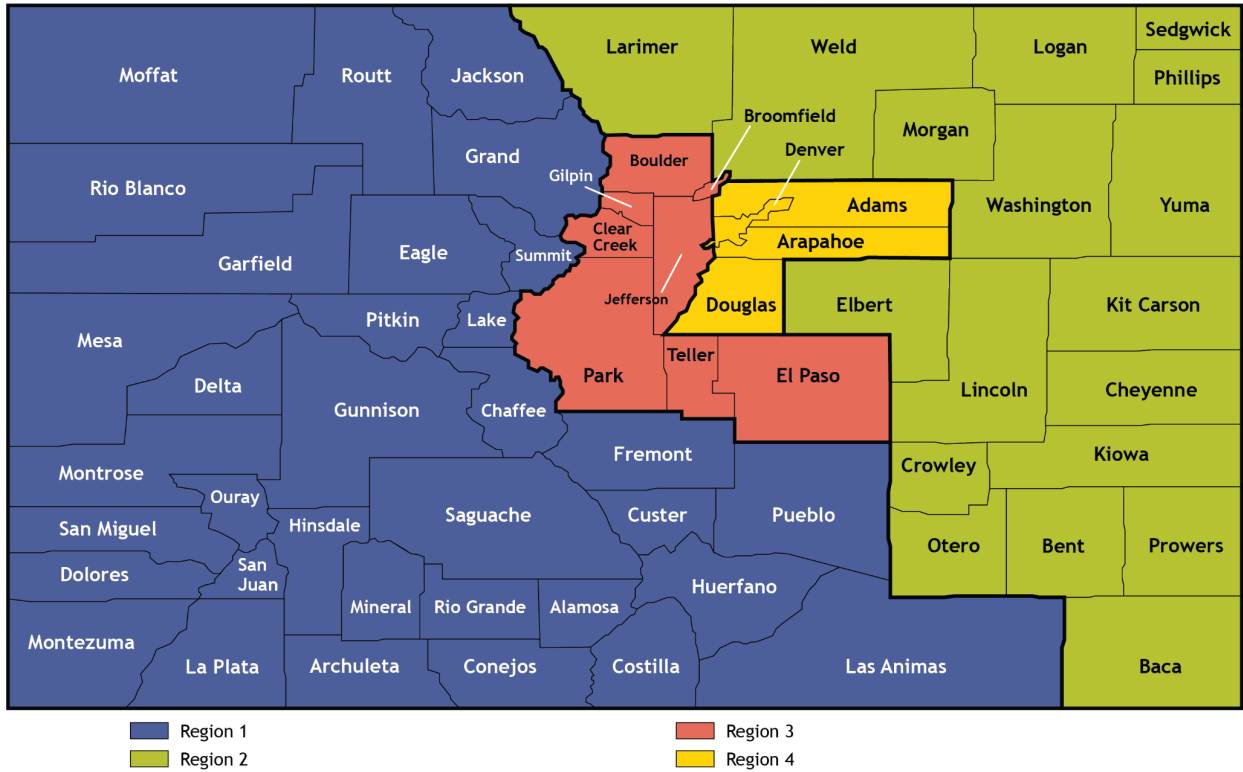 Larimer
Weld
Logan
Sedgwick
Phillips
Moffat
Routt
Jackson
Broomfield
Morgan
Denver
Grand
Boulder
Gilpin
Rio Blanco
Washington
Yuma
Adams
Clear
Creek
Arapahoe
Eagle
Summit
Garfield
Jefferson
Douglas
Elbert
Kit Carson
Pitkin
Lake
Mesa
Teller
Park
El Paso
Delta
Lincoln
Cheyenne
Gunnison
Chaffee
Fremont
Kiowa
Crowley
Montrose
Ouray
San Miguel
Hinsdale
Saguache
Custer
Pueblo
Otero
Bent
Prowers
Dolores
San
Juan
Huerfano
Mineral
Rio Grande
Alamosa
Montezuma
La Plata
Archuleta
Conejos
Costilla
Las Animas
Baca
Region 1
Region 2
Region 3
Region 4